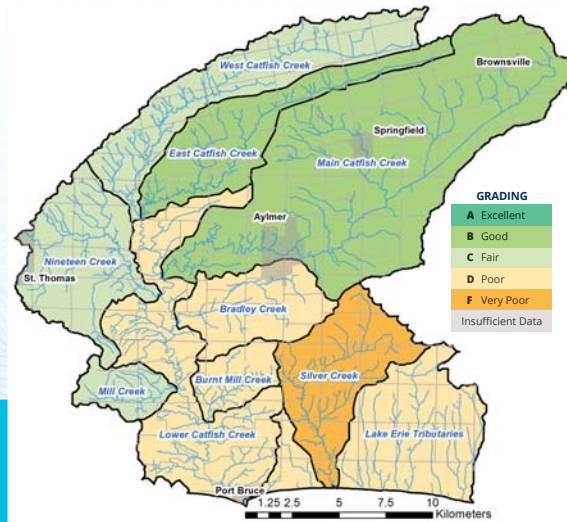 West Catfish Creek
Brownsville
Springfield
East Catfish Creek
Main Catfish Creek
Aylmer
GRADING
A Excellent
B Good
C Fair
D Poor
F Very Poor
Insufficient Data
Nineteen Creek
St. Thomas
Bradley Creek
Silver Creek
Burnt Mill Creek
Mill Creek
Lower Catfish Creek
Lake Erie Tributaries
Port Bruce
1.25 2.5 5 7.5 10
Kilometers